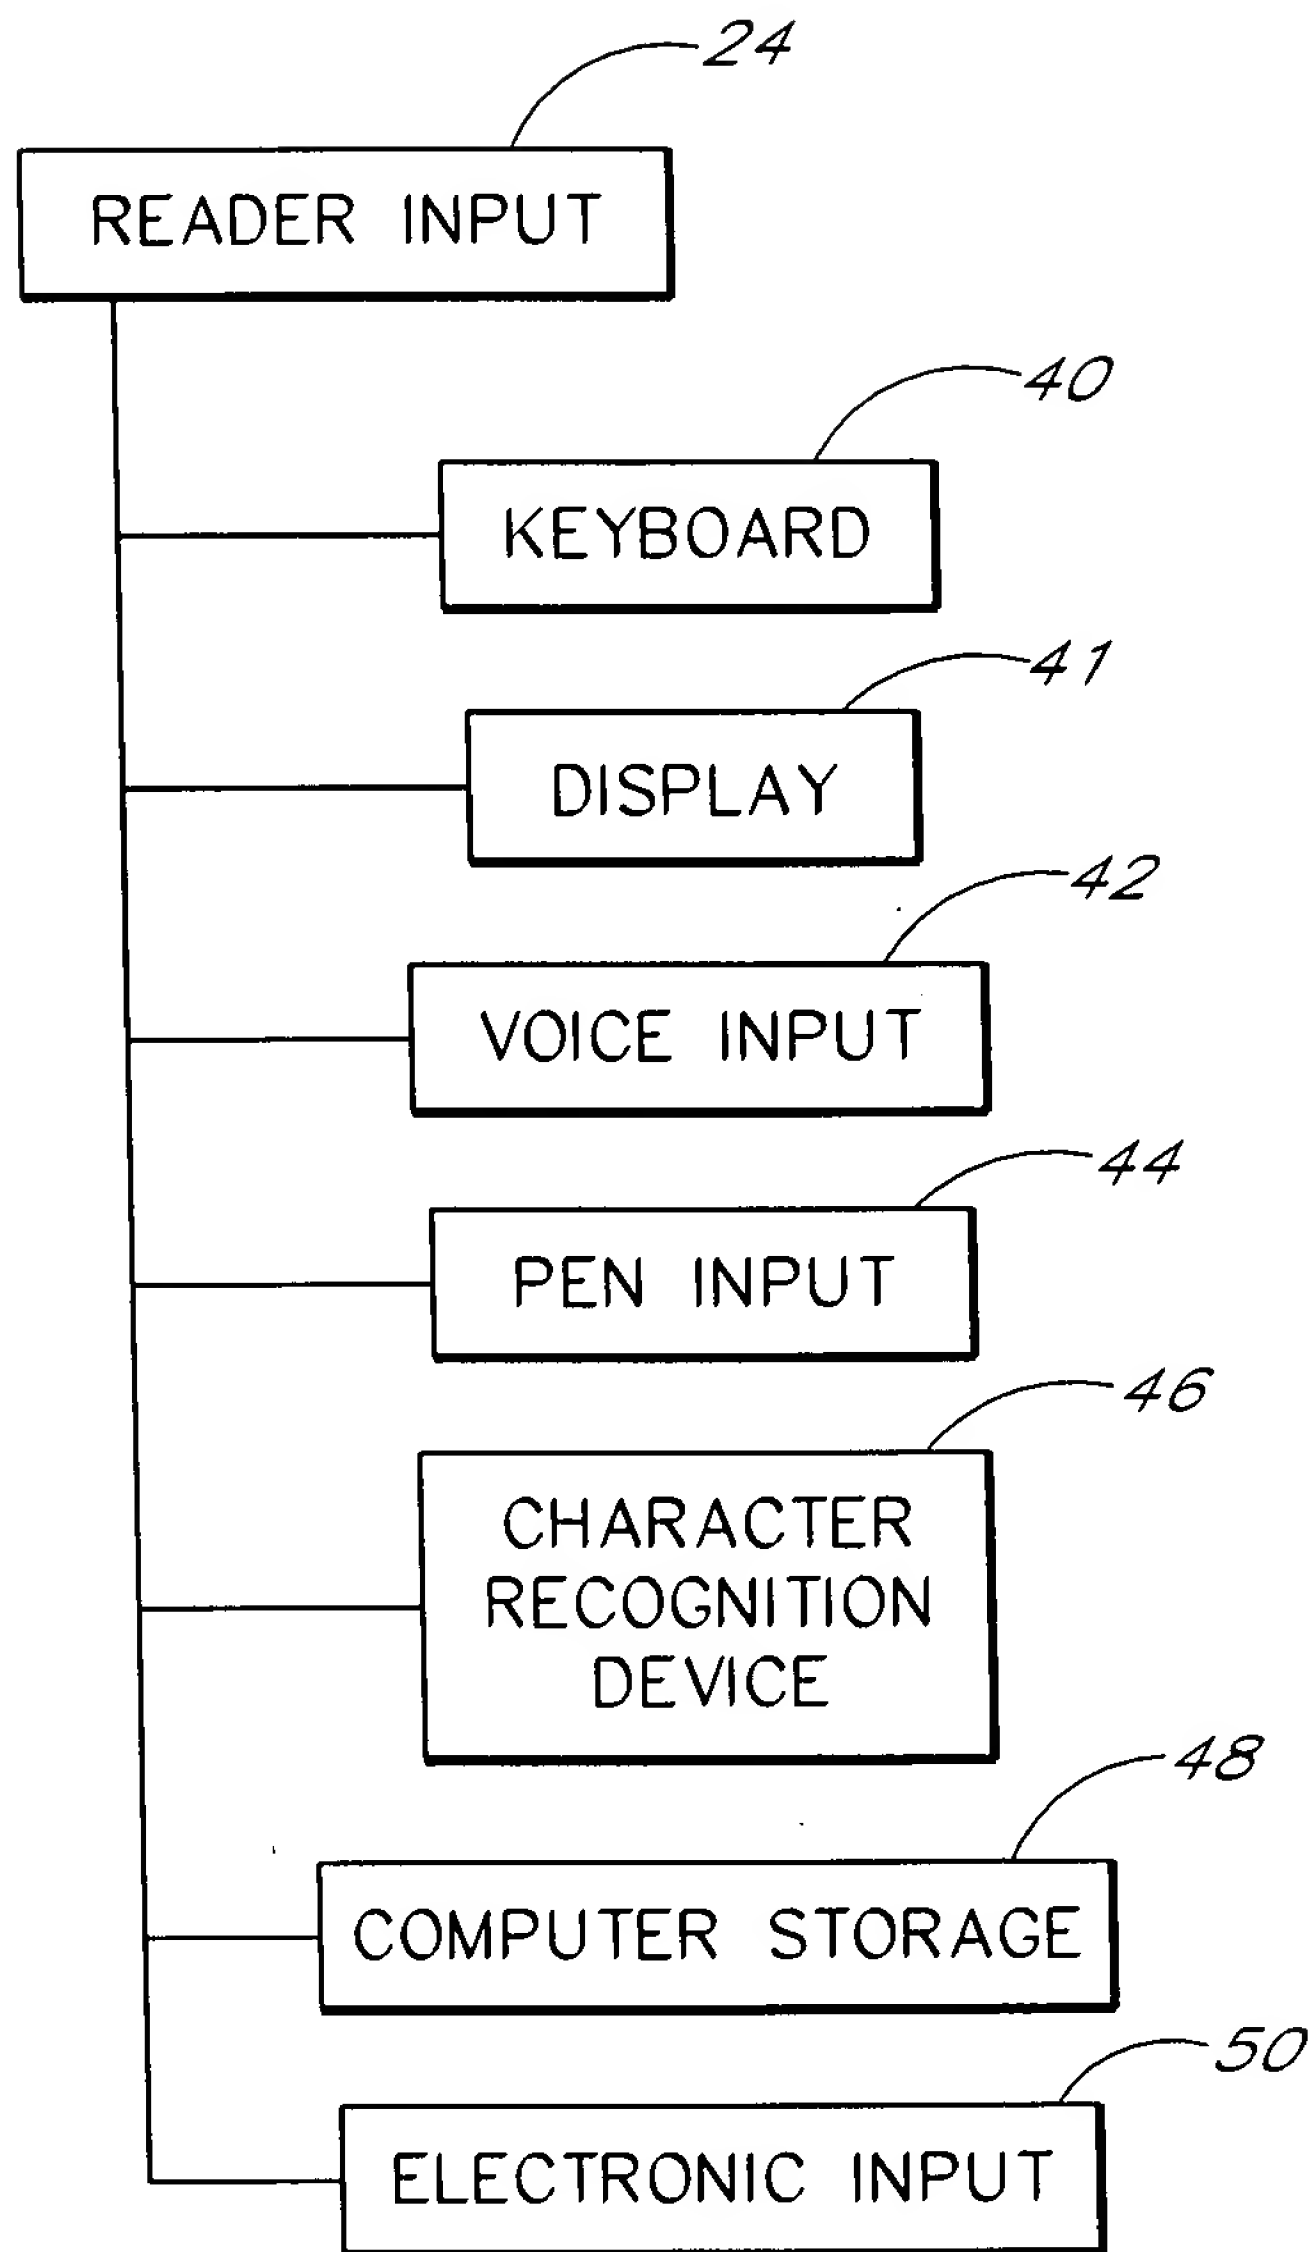 24
READER INPUT
40
KEYBOARD
41
DISPLAY
42
VOICE INPUT
44
PEN INPUT
46
CHARACTER
RECOGNITION
DEVICE
48
COMPUTER STORAGE
50
ELECTRONIC INPUT